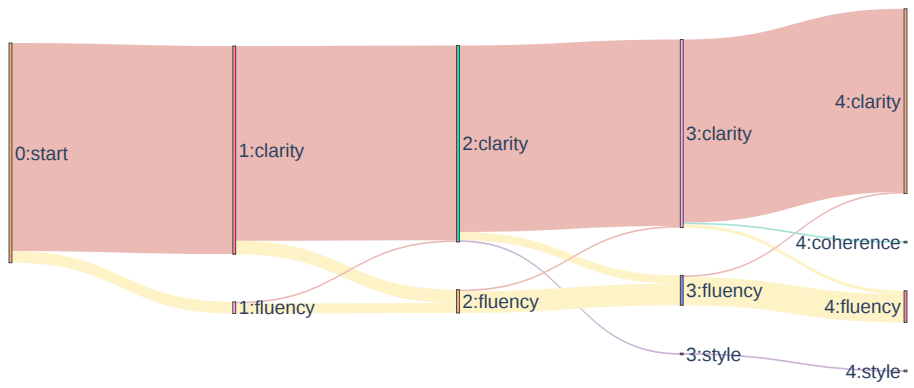 0:start
1:clarity
1:fluency
2:clarity
2:fluency
3:clarity
3:fluency
3:style
4:clarity
4:coherence
4:fluency
4:style